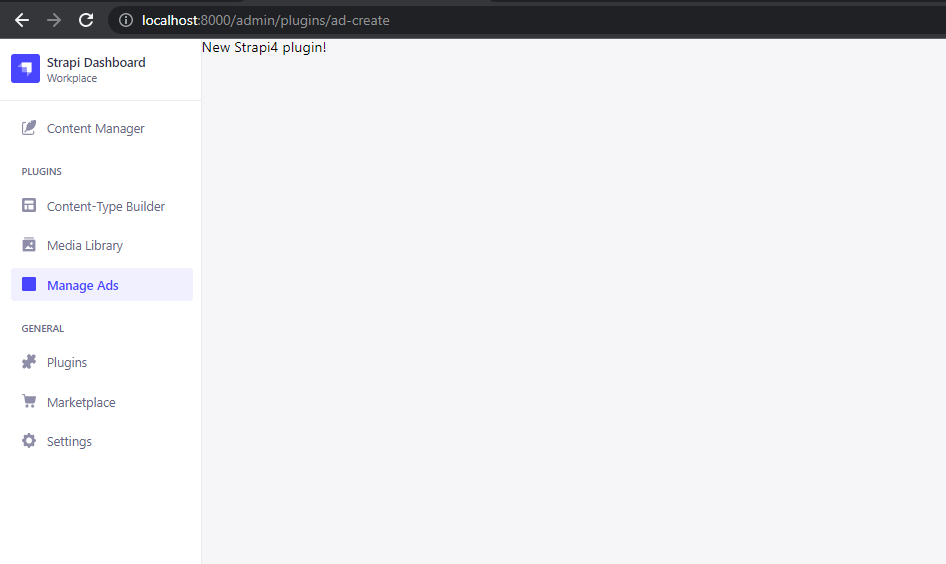 localhost:8000/admin/plugins/ad-create
Strapi Dashboard
Workplace
New Strapi4 plugin!
Content Manager
PLUGINS
Content-Type Builder
Media Library
Manage Ads
GENERAL
Plugins
Marketplace
Settings